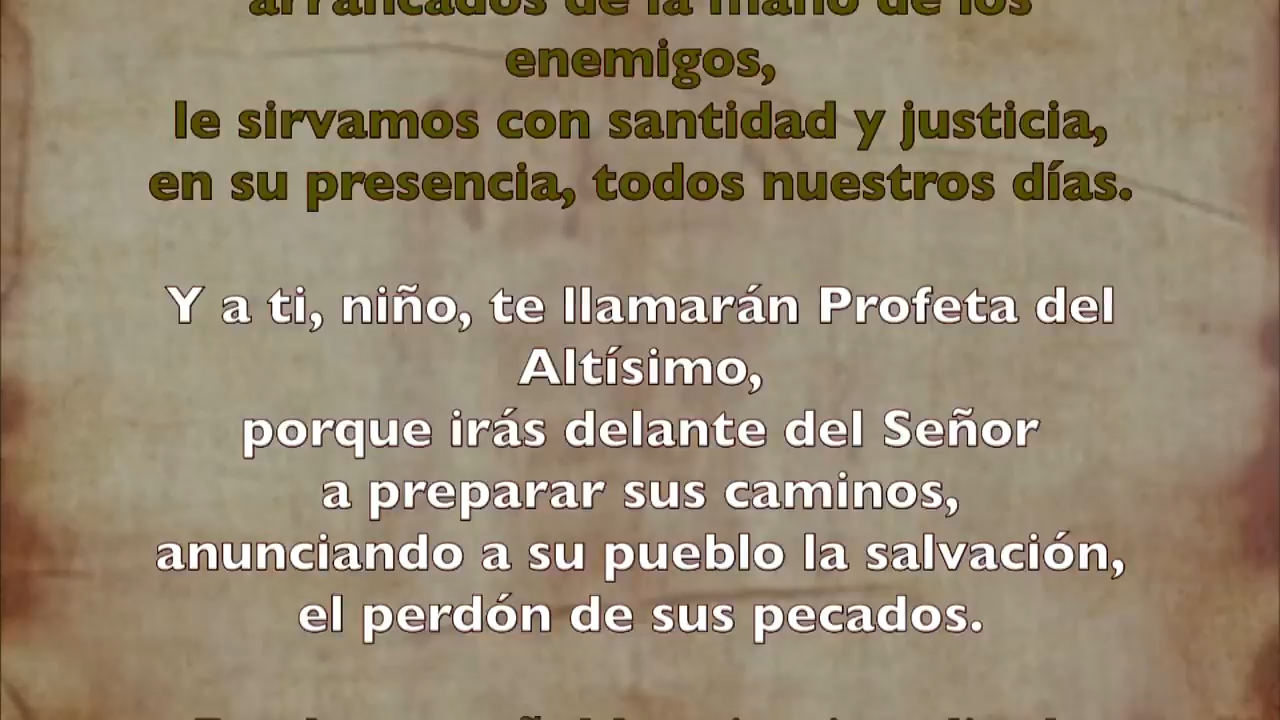 arrancados de la mano de los
enemigos,
le sirvamos con santidad y justicia,
en su presencia, todos nuestros días.
Y a ti, niño, te llamarán Profeta del
Altísimo,
porque irás delante del Señor
a preparar sus caminos,
anunciando a su pueblo la salvación,
el perdón de sus pecados.